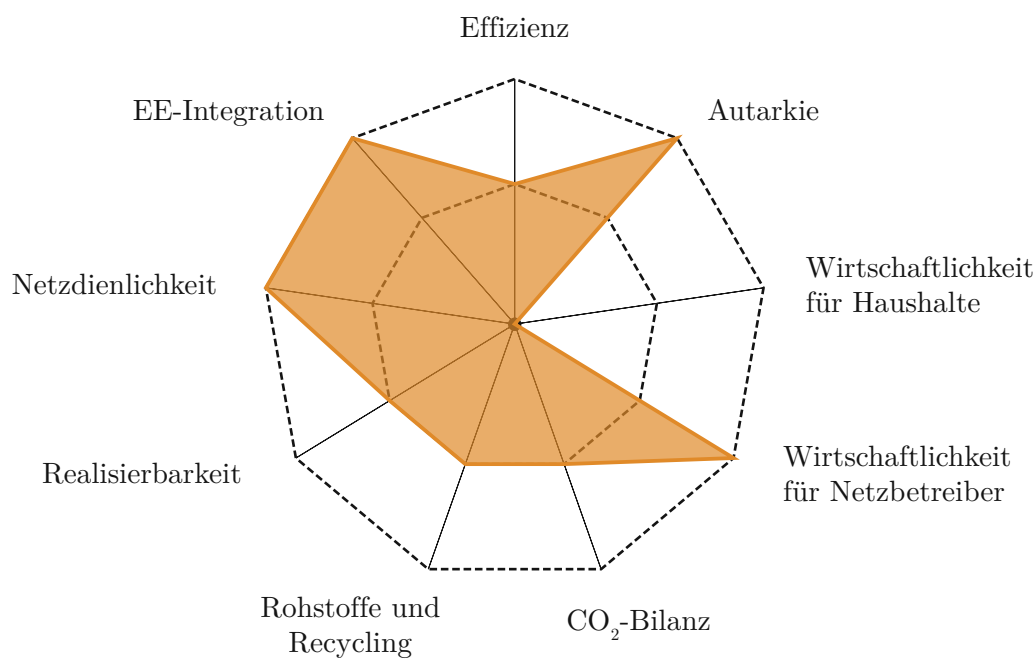 Effizienz
EE-Integration
Autarkie
Wirtschaftlichkeit
für Haushalte
Netzdienlichkeit
Wirtschaftlichkeit
für Netzbetreiber
Realisierbarkeit
Rohstoffe und
Recycling
CO₂-Bilanz